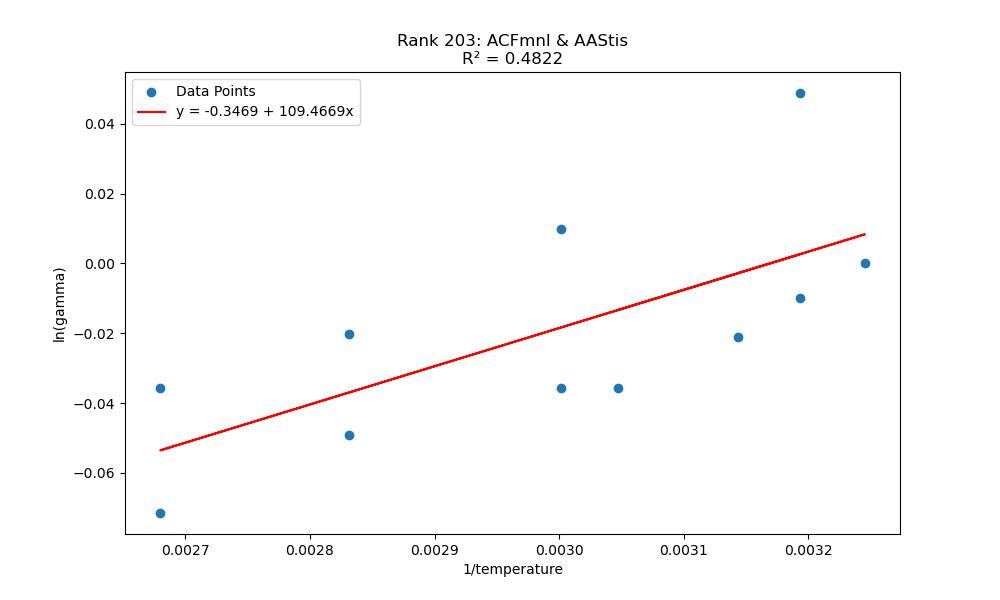 Rank 203: ACFmnl & AAStis
R² = 0.4822
Data Points
y = -0.3469 + 109.4669x
0.04
0.02
0.00
−0.02
−0.04
−0.06
ln(gamma)
0.0027 0.0028 0.0029 0.0030 0.0031 0.0032
1/temperature